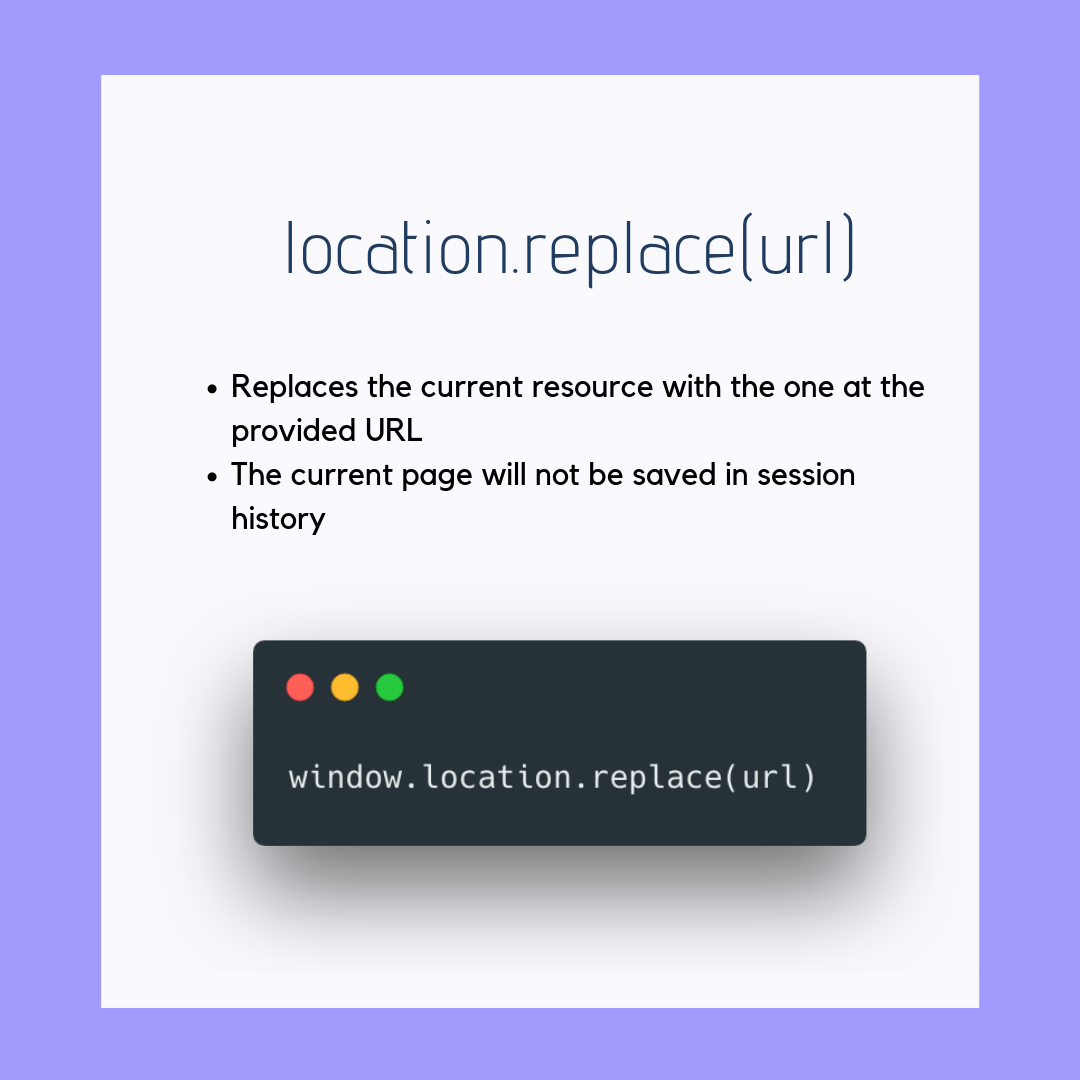 location.replace(url)
• Replaces the current resource with the one at the
provided URL
• The current page will not be saved in session
history
window.location.replace(url)